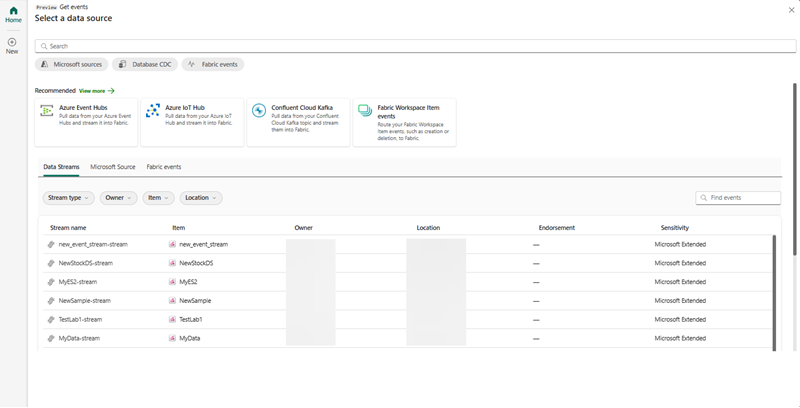 Preview Get events
Select a data source
Home
New
Search
Microsoft sources Database CDC Fabric events
Recommended View more →
Azure Event Hubs
Pull data from your Azure Event Hubs and stream it into Fabric.
Azure IoT Hub
Pull data from your Azure IoT Hub and stream it into Fabric.
Confluent Cloud Kafka
Pull data from your Confluent Cloud Kafka topic and stream them into Fabric.
Fabric Workspace Item events
Route your Fabric Workspace Item events, such as creation or deletion, to Fabric.
Data Streams Microsoft Source Fabric events
Stream type Owner Item Location Find events
Stream name Item Owner Location Endorsement Sensitivity
new_event_stream-stream new_event_stream — Microsoft Extended
NewStockDS-stream NewStockDS — Microsoft Extended
MyES2-stream MyES2 — Microsoft Extended
NewSample-stream NewSample — Microsoft Extended
TestLab1-stream TestLab1 — Microsoft Extended
MyData-stream MyData — Microsoft Extended